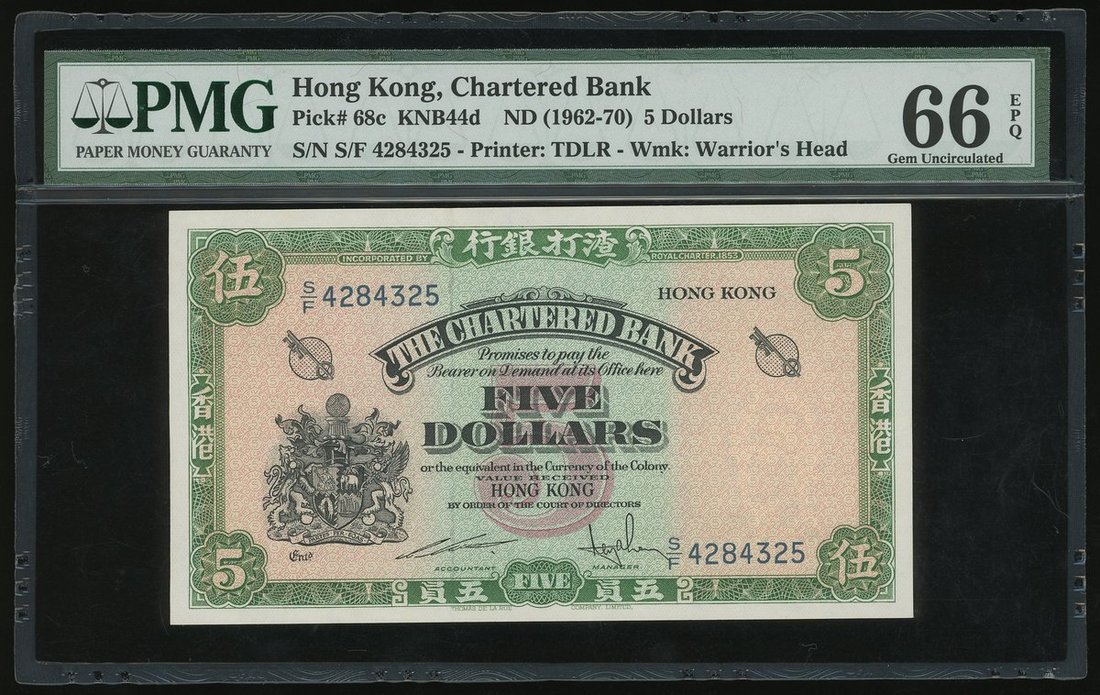 PMG
PAPER MONEY GUARANTY
Hong Kong, Chartered Bank
Pick# 68c KNB44d ND (1962-70) 5 Dollars
S/N S/F 4284325 - Printer: TDLR - Wmk: Warrior's Head
66 EPQ
Gem Uncirculated
行銀打渣
INCORPORATED BY ROYAL CHARTER, 1853
伍
5
S/F 4284325
HONG KONG
THE CHARTERED BANK
Promises to pay the
Bearer on Demand at its Office here
5
FIVE
DOLLARS
or the equivalent in the Currency of the Colony.
VALUE RECEIVED
HONG KONG
BY ORDER OF THE COURT OF DIRECTORS
香港
香港
Entd
ACCOUNTANT
MANAGER
S/F 4284325
5
員五
FIVE
員五
伍
THOMAS DE LA RUE COMPANY, LIMITED,